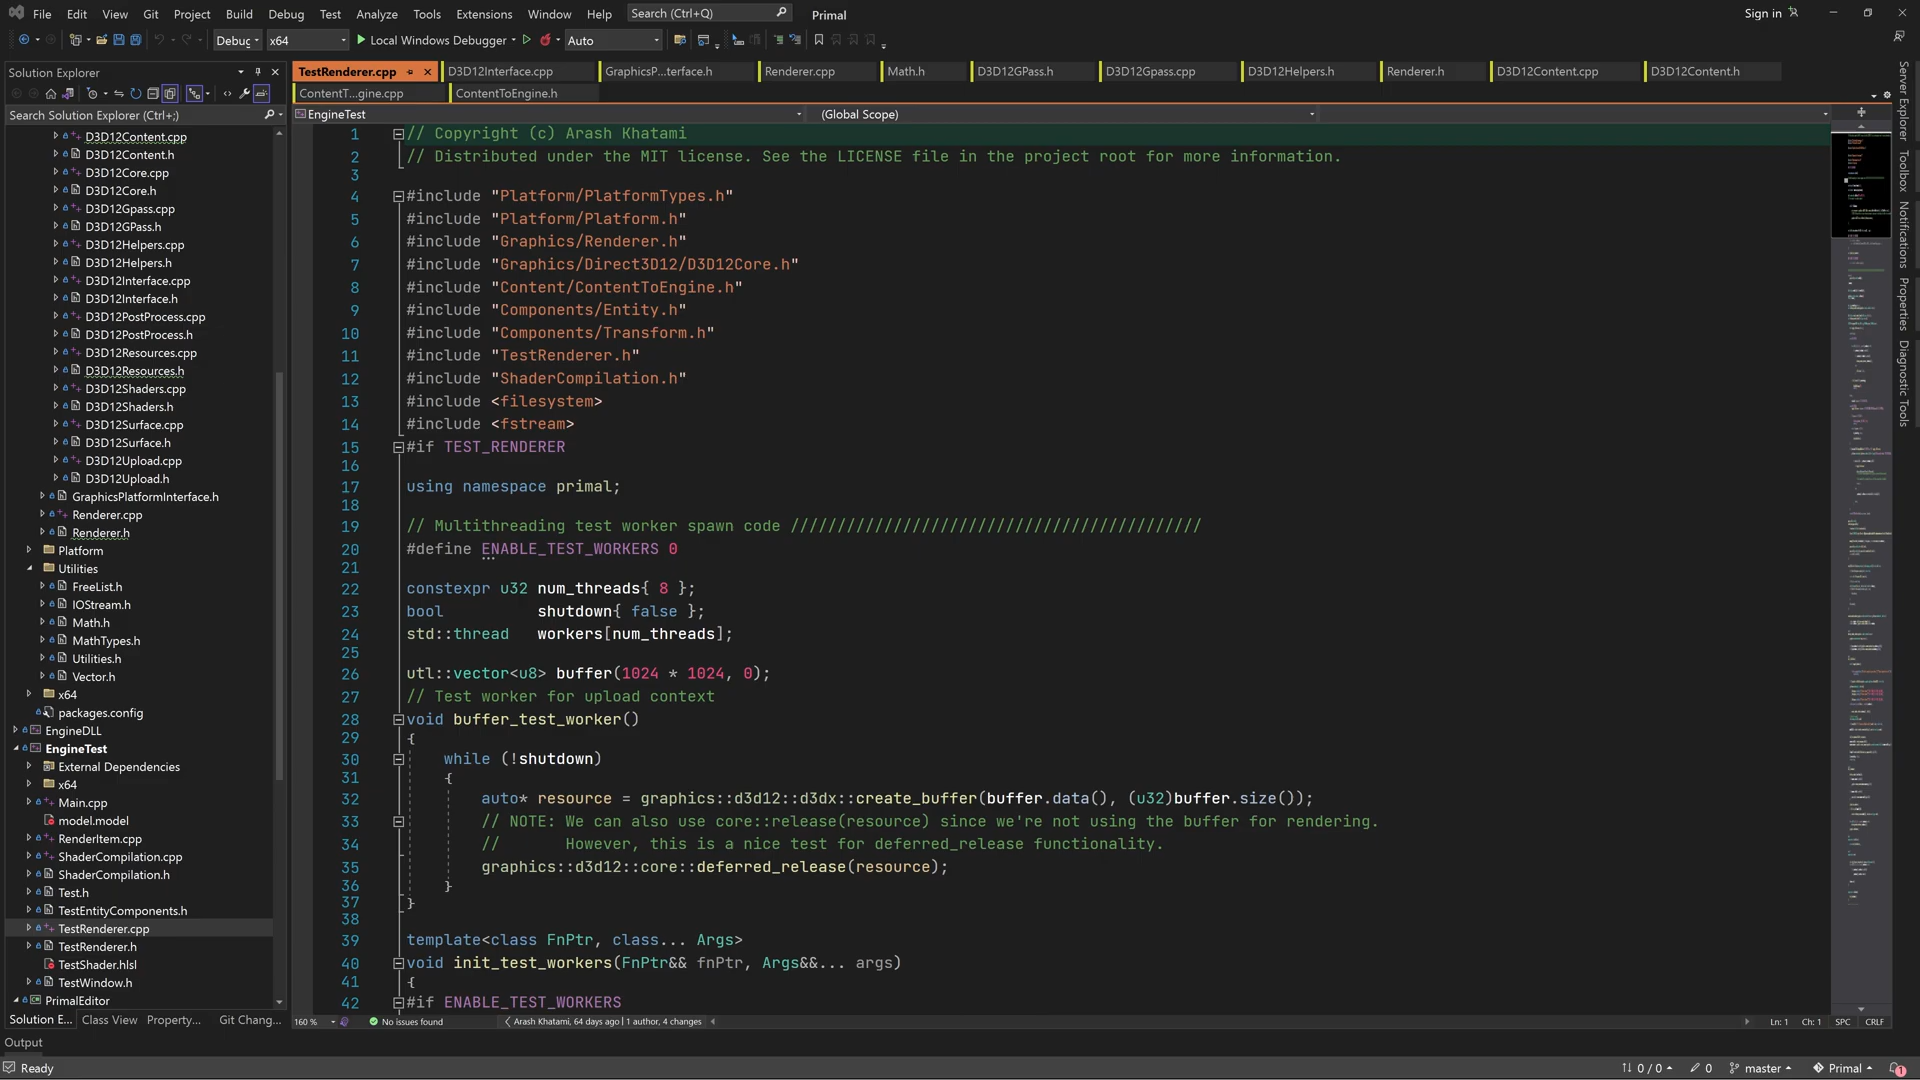 File Edit View Git Project Build Debug Test Analyze Tools Extensions Window Help Search (Ctrl+Q) Primal Sign in
Debug x64 Local Windows Debugger Auto
Solution Explorer
TestRenderer.cpp D3D12Interface.cpp GraphicsP...terface.h Renderer.cpp Math.h D3D12GPass.h D3D12Gpass.cpp D3D12Helpers.h Renderer.h D3D12Content.cpp D3D12Content.h
ContentT...gine.cpp ContentToEngine.h
Search Solution Explorer (Ctrl+;)
EngineTest (Global Scope)
D3D12Content.cpp
D3D12Content.h
D3D12Core.cpp
D3D12Core.h
D3D12Gpass.cpp
D3D12GPass.h
D3D12Helpers.cpp
D3D12Helpers.h
D3D12Interface.cpp
D3D12Interface.h
D3D12PostProcess.cpp
D3D12PostProcess.h
D3D12Resources.cpp
D3D12Resources.h
D3D12Shaders.cpp
D3D12Shaders.h
D3D12Surface.cpp
D3D12Surface.h
D3D12Upload.cpp
D3D12Upload.h
GraphicsPlatformInterface.h
Renderer.cpp
Renderer.h
Platform
Utilities
FreeList.h
IOStream.h
Math.h
MathTypes.h
Utilities.h
Vector.h
x64
packages.config
EngineDLL
EngineTest
External Dependencies
x64
Main.cpp
model.model
RenderItem.cpp
ShaderCompilation.cpp
ShaderCompilation.h
Test.h
TestEntityComponents.h
TestRenderer.cpp
TestRenderer.h
TestShader.hlsl
TestWindow.h
PrimalEditor
Solution E... Class View Property... Git Chang...
1 // Copyright (c) Arash Khatami
2 // Distributed under the MIT license. See the LICENSE file in the project root for more information.
3
4 #include "Platform/PlatformTypes.h"
5 #include "Platform/Platform.h"
6 #include "Graphics/Renderer.h"
7 #include "Graphics/Direct3D12/D3D12Core.h"
8 #include "Content/ContentToEngine.h"
9 #include "Components/Entity.h"
10 #include "Components/Transform.h"
11 #include "TestRenderer.h"
12 #include "ShaderCompilation.h"
13 #include <filesystem>
14 #include <fstream>
15 #if TEST_RENDERER
16
17 using namespace primal;
18
19 // Multithreading test worker spawn code ////////////////////////////////////////////
20 #define ENABLE_TEST_WORKERS 0
21
22 constexpr u32 num_threads{ 8 };
23 bool shutdown{ false };
24 std::thread workers[num_threads];
25
26 utl::vector<u8> buffer(1024 * 1024, 0);
27 // Test worker for upload context
28 void buffer_test_worker()
29 {
30 while (!shutdown)
31 {
32 auto* resource = graphics::d3d12::d3dx::create_buffer(buffer.data(), (u32)buffer.size());
33 // NOTE: We can also use core::release(resource) since we're not using the buffer for rendering.
34 // However, this is a nice test for deferred_release functionality.
35 graphics::d3d12::core::deferred_release(resource);
36 }
37 }
38
39 template<class FnPtr, class... Args>
40 void init_test_workers(FnPtr&& fnPtr, Args&&... args)
41 {
42 #if ENABLE_TEST_WORKERS
160 % No issues found Arash Khatami, 64 days ago | 1 author, 4 changes Ln: 1 Ch: 1 SPC CRLF
Server Explorer
Toolbox
Notifications
Properties
Diagnostic Tools
Output
Ready 0 / 0 0 master Primal 1